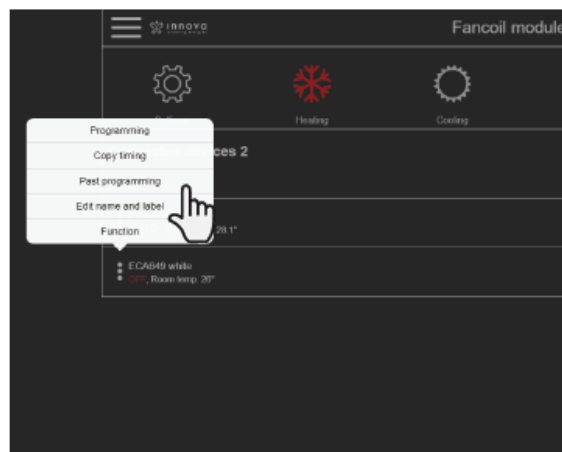 innova
Fancoil module
Heating
Cooling
Programming
Copy timing
Past programming
Edit name and label
Function
ces 2
28.1°
ECA649 white
OFF, Room temp. 26°